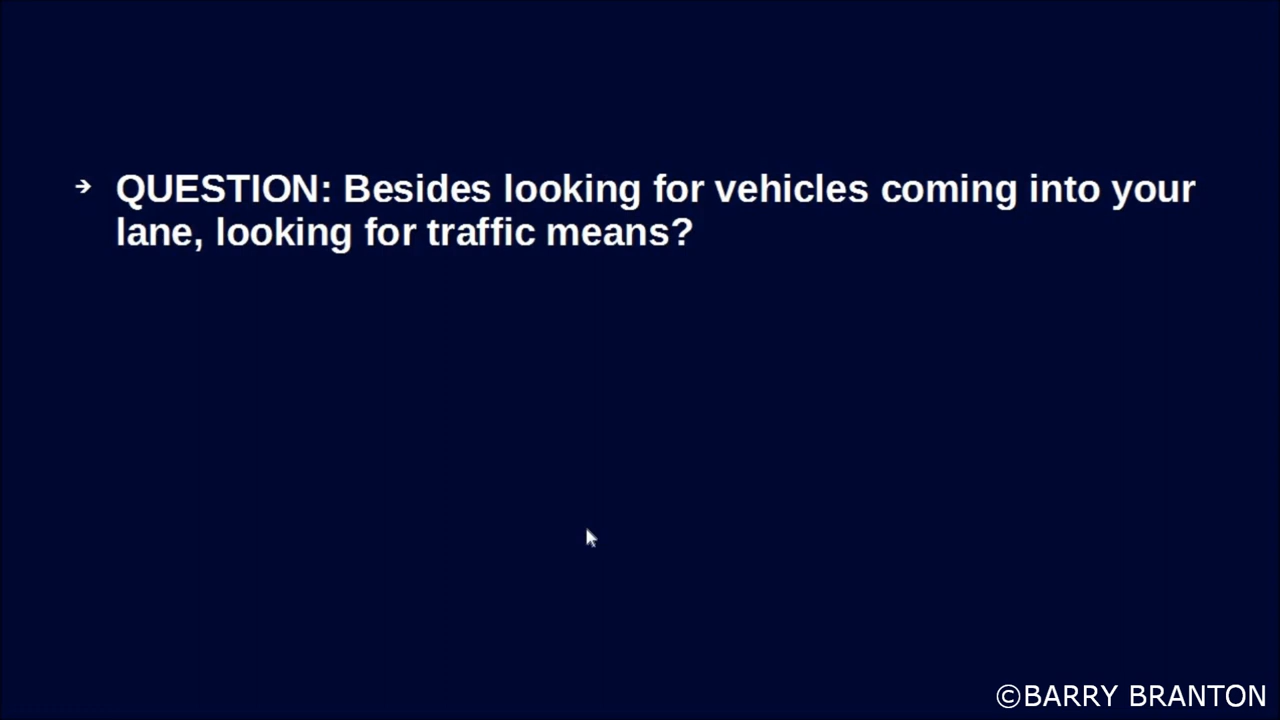 → QUESTION: Besides looking for vehicles coming into your
lane, looking for traffic means?
©BARRY BRANTON